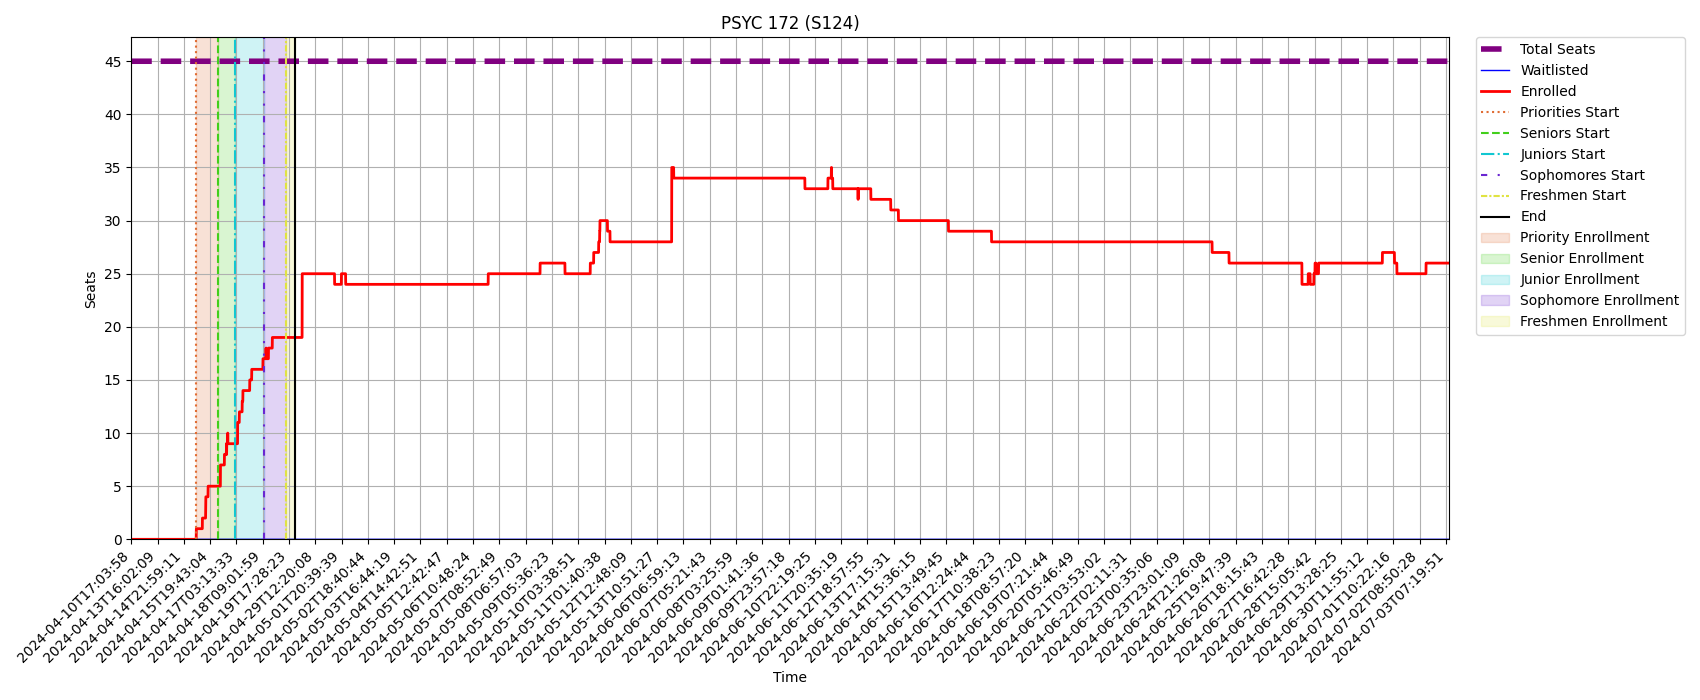 PSYC 172 (S124)
45
40
35
30
25
20
15
10
5
0
Seats
2024-04-10T17:03:58
2024-04-13T16:02:09
2024-04-14T21:59:11
2024-04-15T19:43:04
2024-04-17T03:13:33
2024-04-18T09:01:59
2024-04-19T17:28:23
2024-04-29T12:20:08
2024-05-01T20:39:39
2024-05-02T18:40:44
2024-05-03T16:44:19
2024-05-04T14:42:51
2024-05-05T12:42:47
2024-05-06T10:48:24
2024-05-07T08:52:49
2024-05-08T06:57:03
2024-05-09T05:36:23
2024-05-10T03:38:51
2024-05-11T01:40:38
2024-05-12T12:48:09
2024-05-13T10:51:27
2024-06-06T06:59:13
2024-06-07T05:21:43
2024-06-08T03:25:59
2024-06-09T01:41:36
2024-06-09T23:57:18
2024-06-10T22:19:25
2024-06-11T20:35:19
2024-06-12T18:57:55
2024-06-13T17:15:31
2024-06-14T15:36:15
2024-06-15T13:49:45
2024-06-16T12:24:44
2024-06-17T10:38:23
2024-06-18T08:57:20
2024-06-19T07:21:44
2024-06-20T05:46:49
2024-06-21T03:53:02
2024-06-22T02:11:31
2024-06-23T00:35:06
2024-06-23T23:01:09
2024-06-24T21:26:08
2024-06-25T19:47:39
2024-06-26T18:15:43
2024-06-27T16:42:28
2024-06-28T15:05:42
2024-06-29T13:28:25
2024-06-30T11:55:12
2024-07-01T10:22:16
2024-07-02T08:50:28
2024-07-03T07:19:51
Time
Total Seats
Waitlisted
Enrolled
Priorities Start
Seniors Start
Juniors Start
Sophomores Start
Freshmen Start
End
Priority Enrollment
Senior Enrollment
Junior Enrollment
Sophomore Enrollment
Freshmen Enrollment